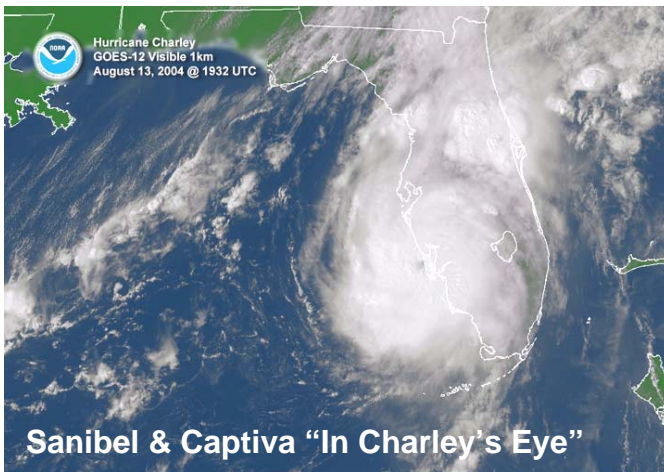 NOAA
Hurricane Charley
GOES-12 Visible 1km
August 13, 2004 @ 1932 UTC
Sanibel & Captiva “In Charley’s Eye”